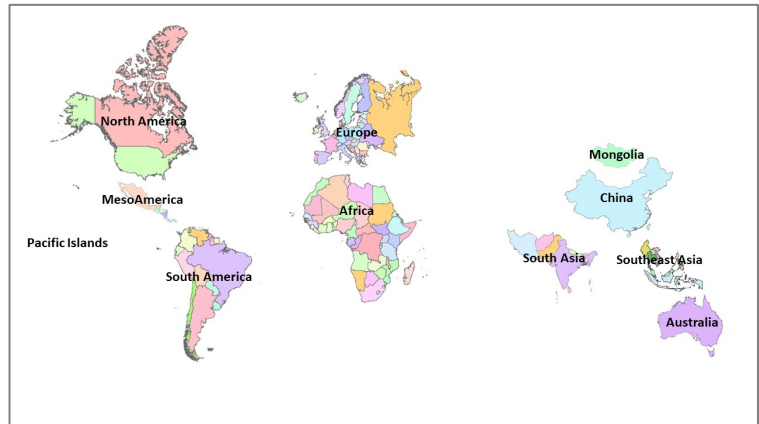 North America
Europe
Mongolia
MesoAmerica
China
Africa
Pacific Islands
South Asia
Southeast Asia
South America
Australia